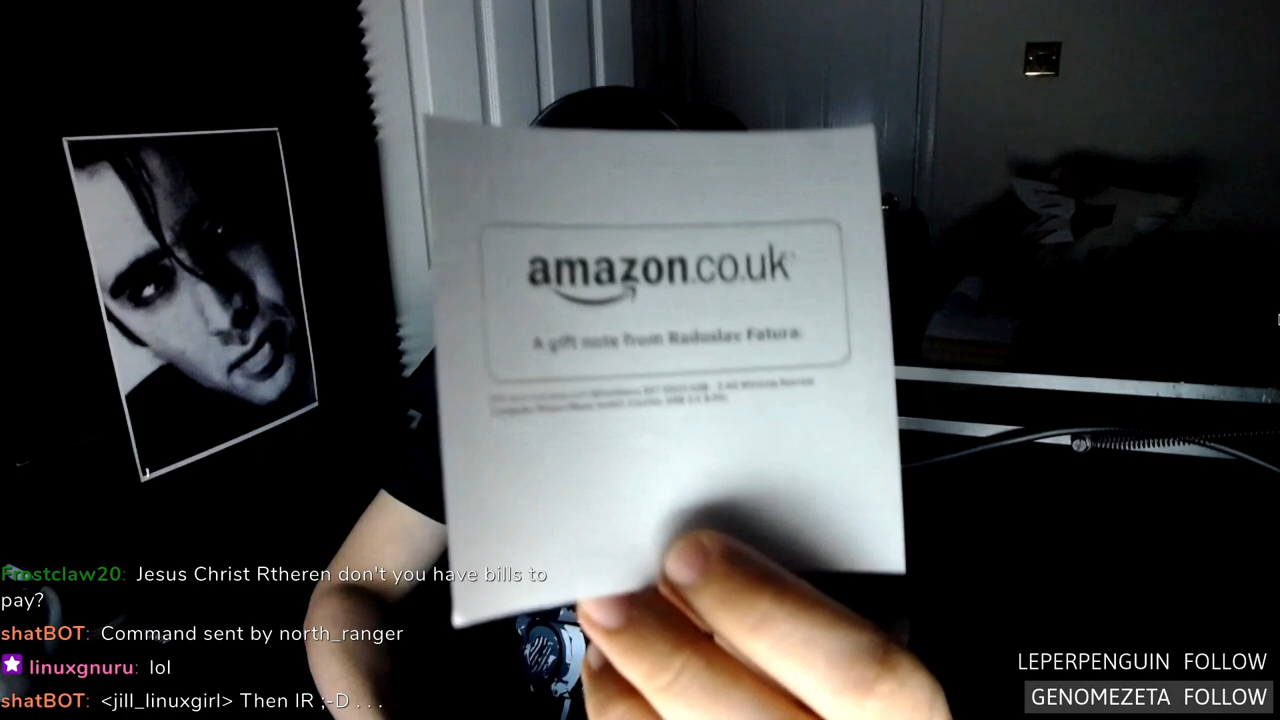 amazon.co.uk
A gift note from Radoslav Fatura:
Frostclaw20: Jesus Christ Rtheren don't you have bills to
pay?
shatBOT: Command sent by north_ranger
linuxgnuru: lol
shatBOT: <jill_linuxgirl> Then IR ;-D . . .
LEPERPENGUIN FOLLOW
GENOMEZETA FOLLOW